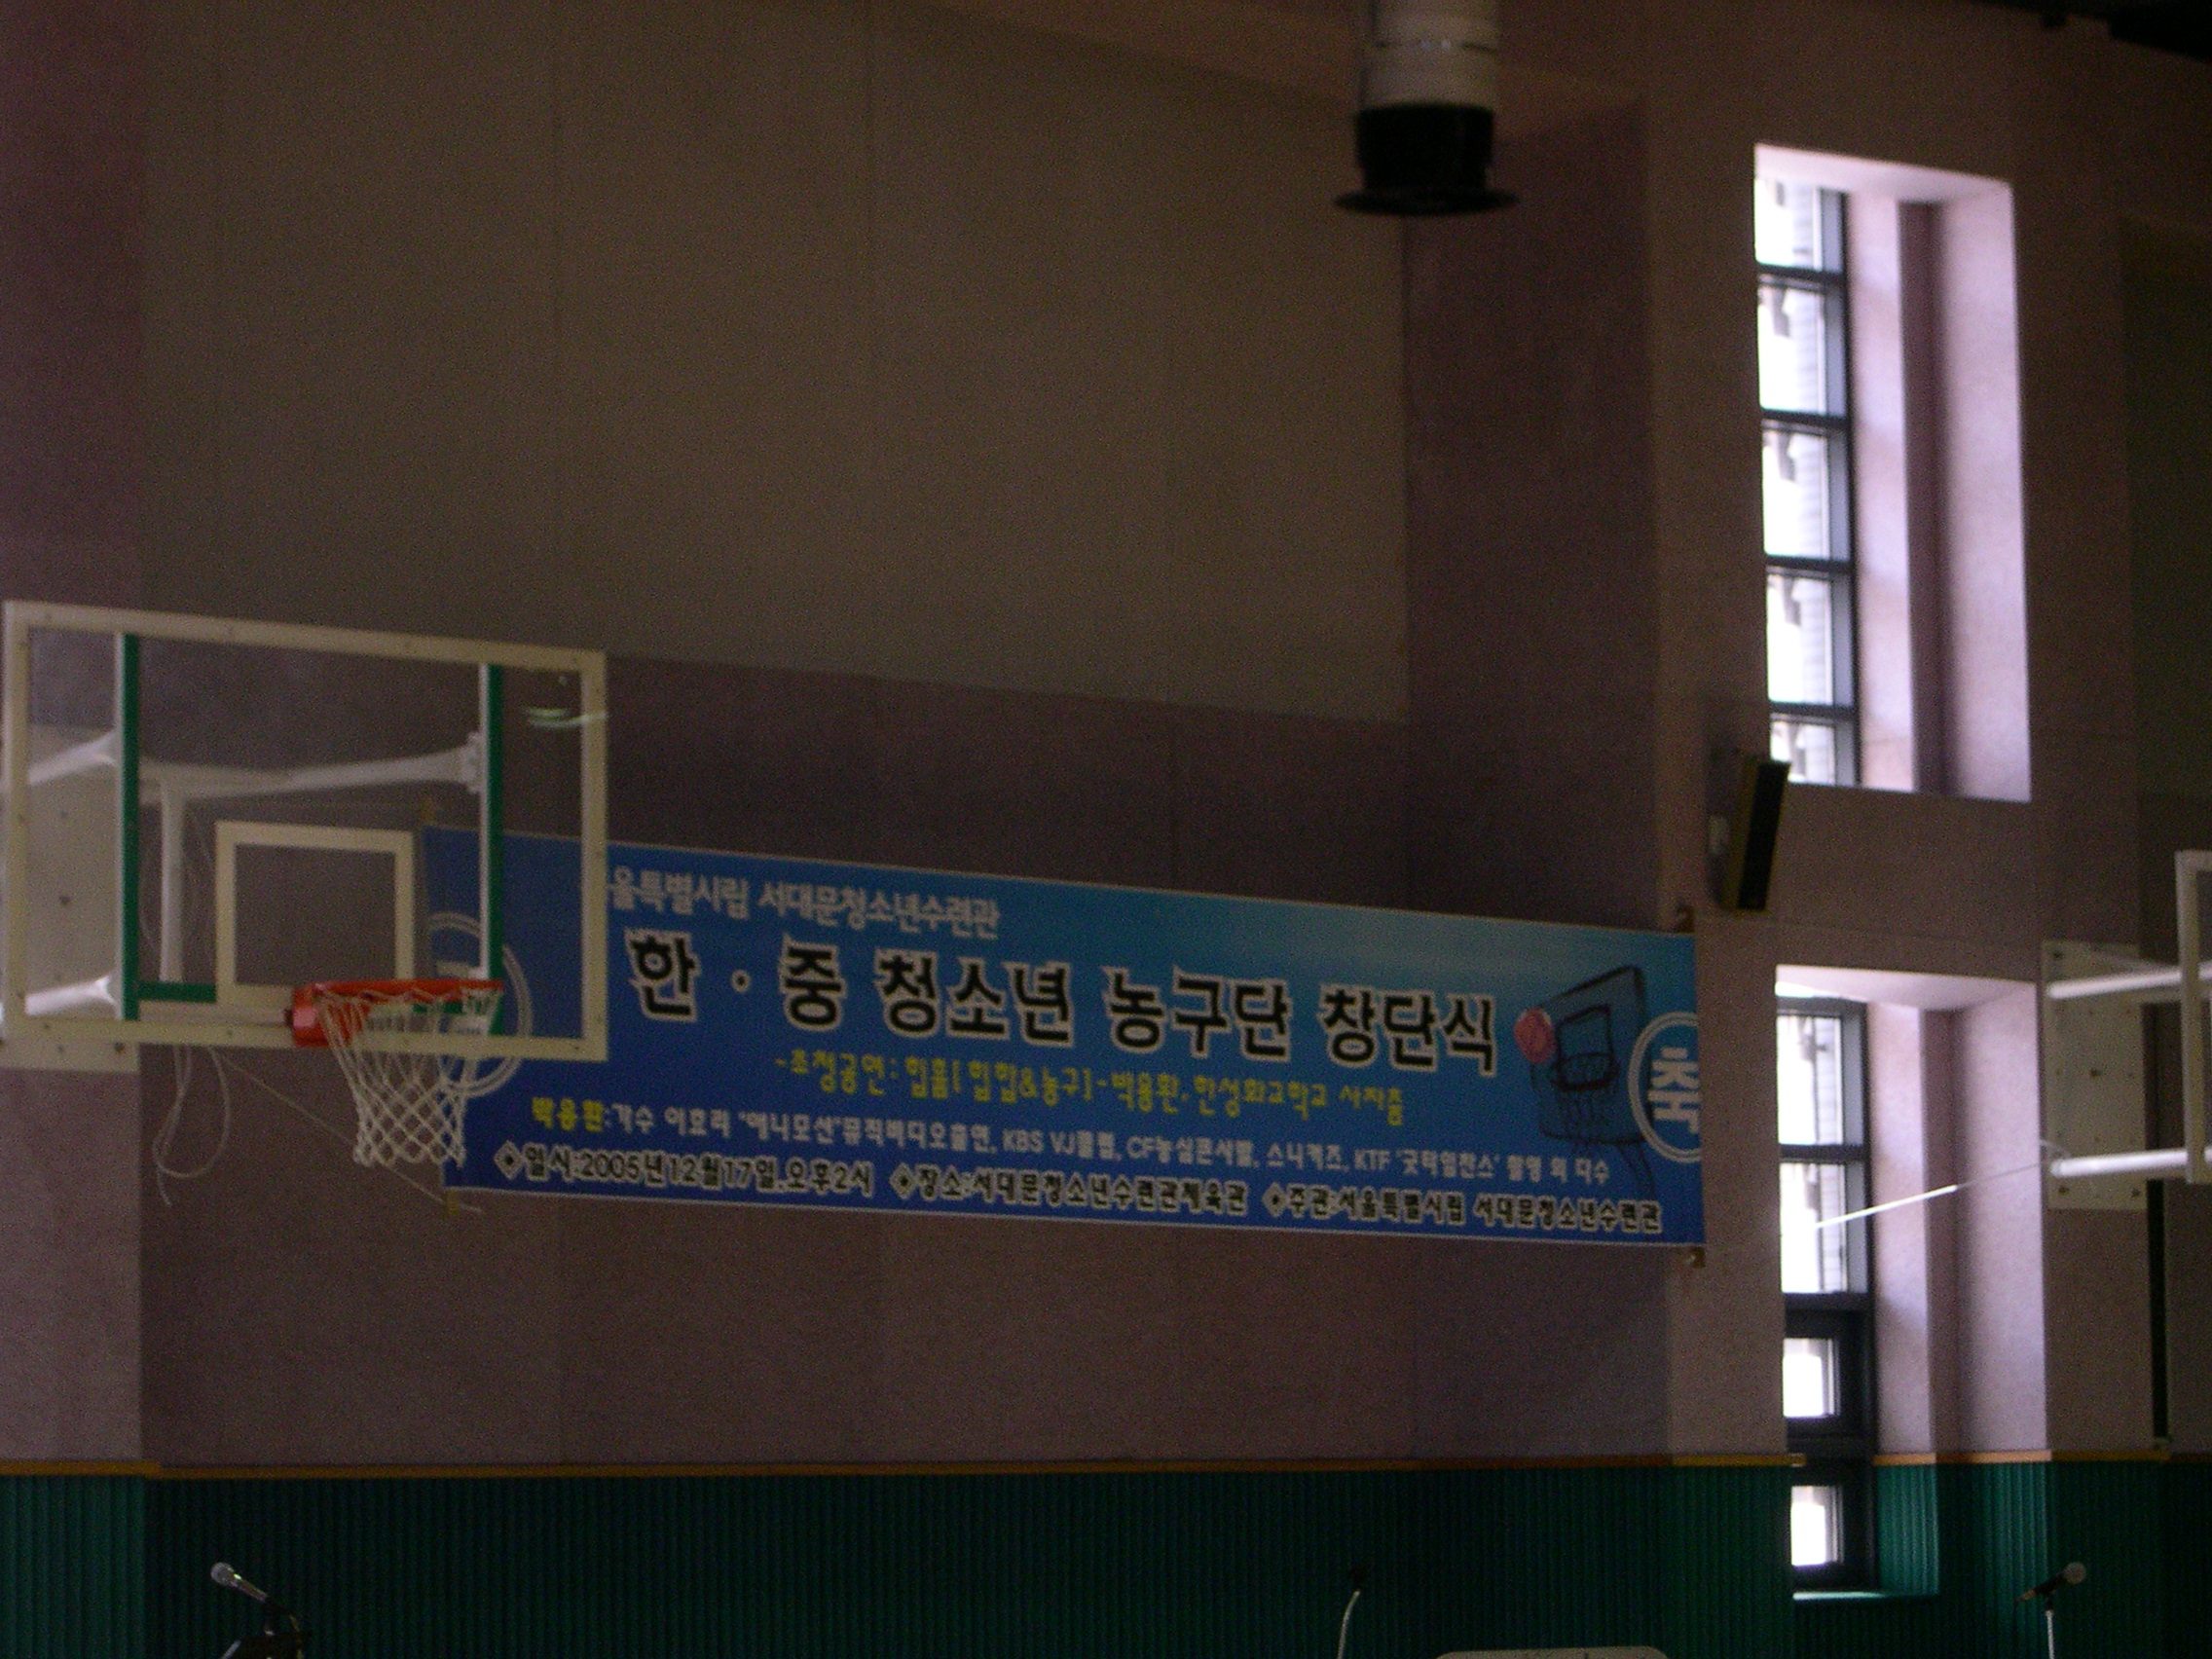 서울특별시립 서대문청소년수련관
한 · 중 청소년 농구단 창단식
축
-초청공연 : 힙훕[힙합&농구]-박용환, 한성화교학교 사자춤
박용환:가수 이효리 "애니모션"뮤직비디오출연, KBS VJ클럽, CF농심콘서랄, 스니커즈, KTF '굿타임찬스' 촬영 외 다수
◈일시:2005년12월17일.오후2시 ◈장소:서대문청소년수련관체육관 ◈주관:서울특별시립 서대문청소년수련관